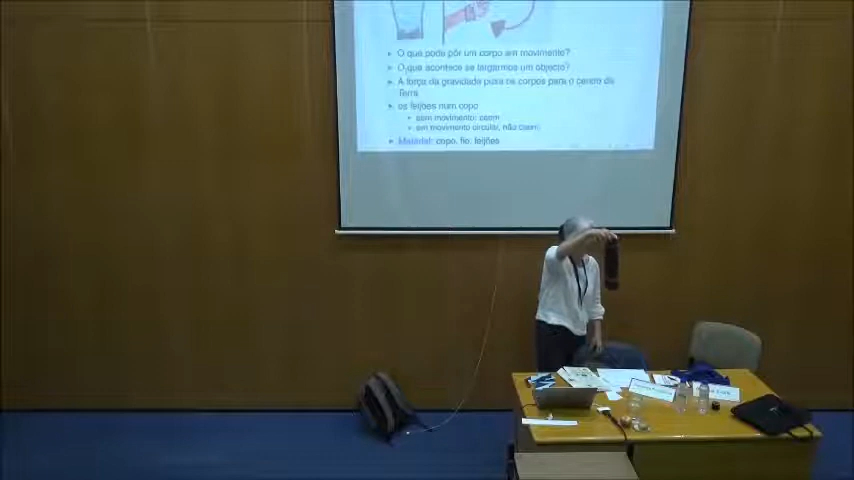 O que pode pôr um corpo em movimento?
O que acontece se largarmos um objecto?
A força da gravidade puxa os corpos para o centro da
Terra
os feijões num copo
sem movimento: caem
em movimento circular, não caem
Material: copo, fio, feijões